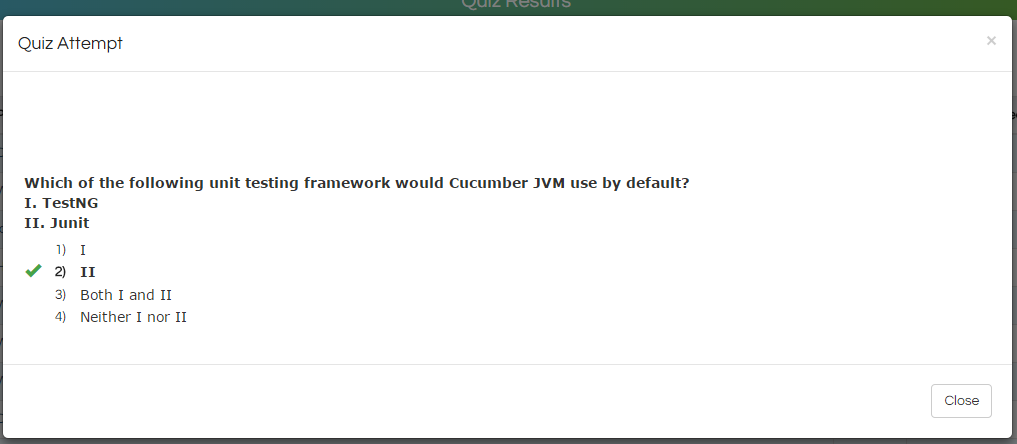 Quiz Results
Quiz Attempt ×
Which of the following unit testing framework would Cucumber JVM use by default?
I. TestNG
II. Junit
1) I
2) II
3) Both I and II
4) Neither I nor II
Close